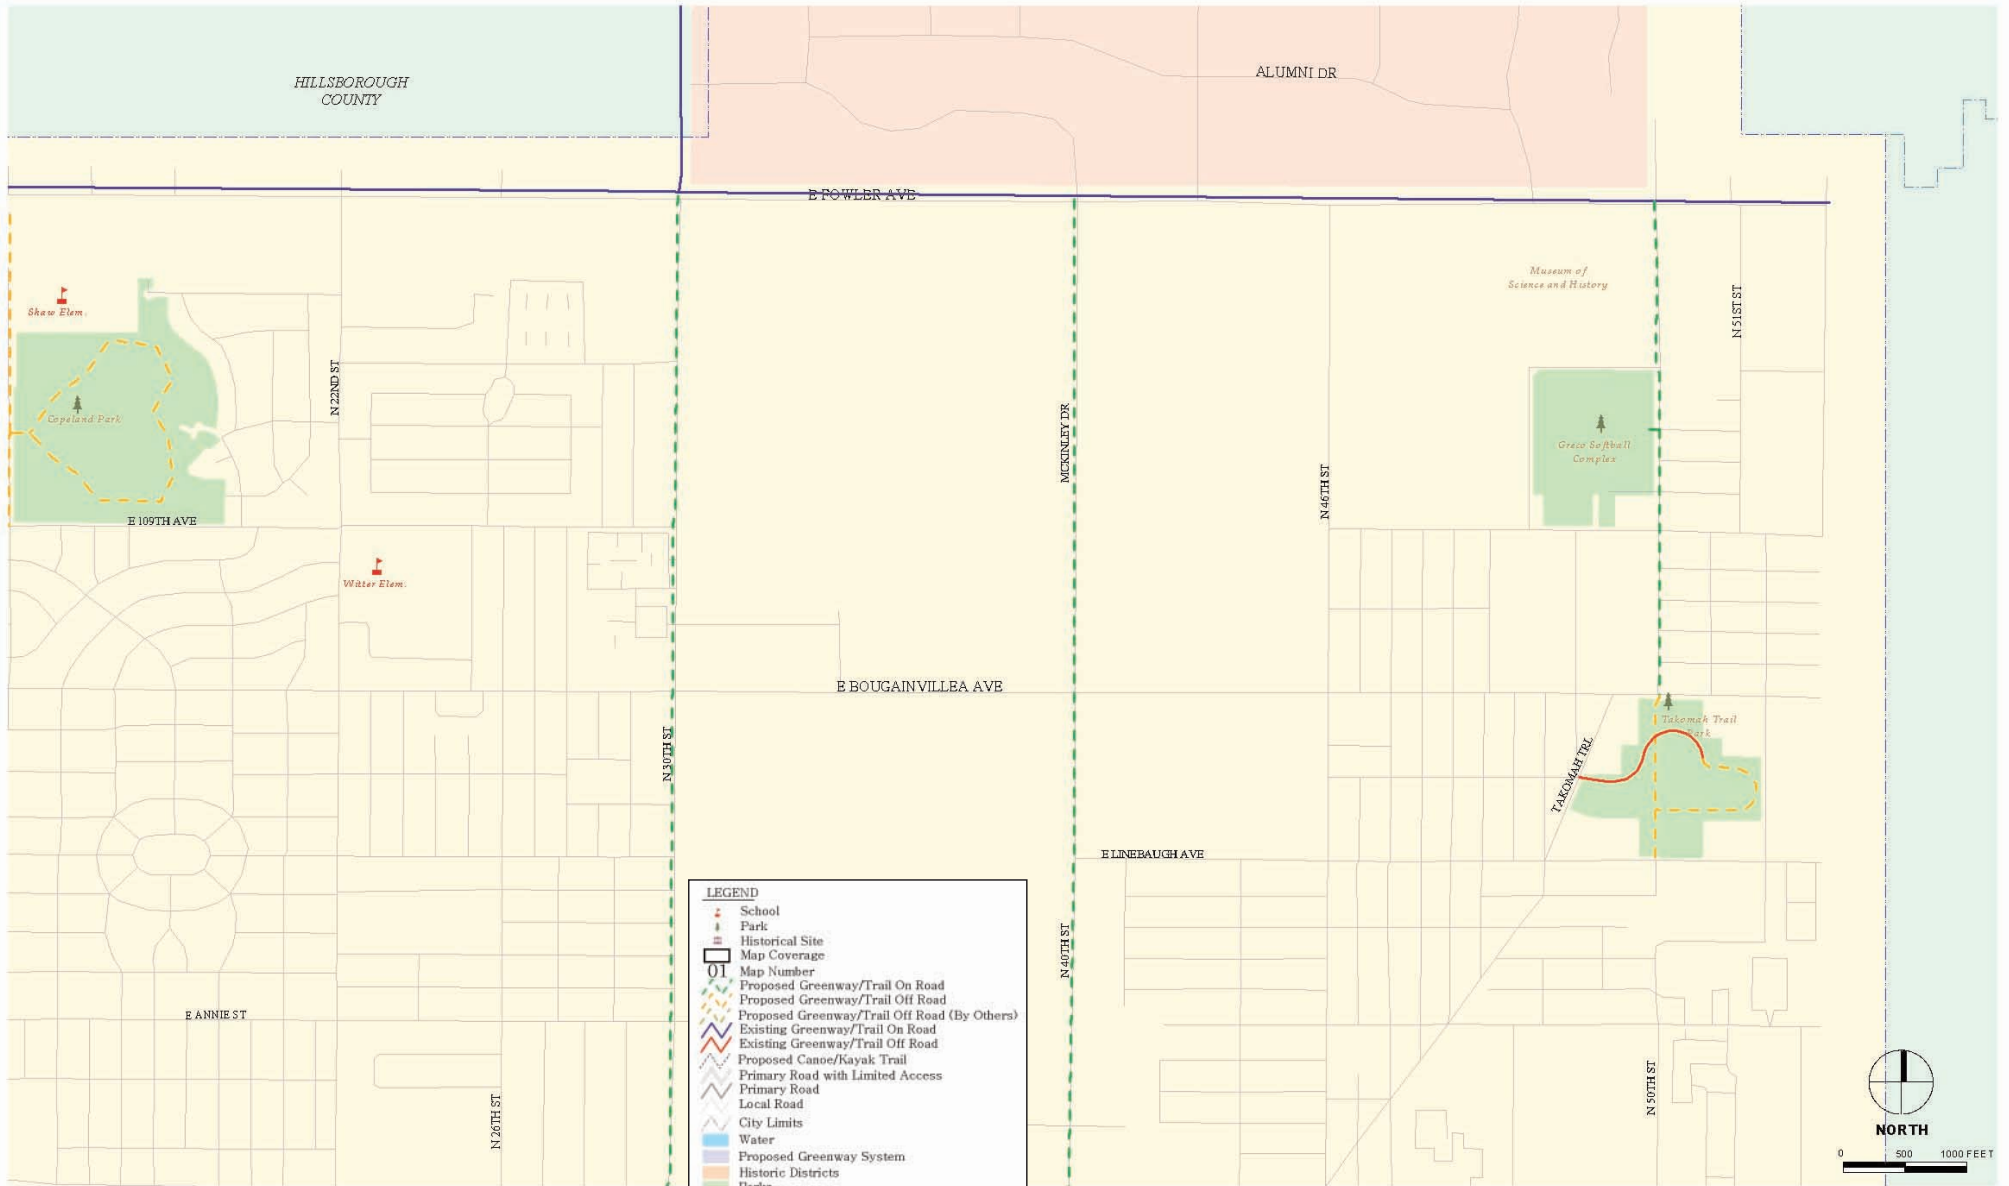 HILLSBOROUGH
COUNTY
ALUMNI DR
E FOWLER AVE
Museum of
Science and History
Shaw Elem.
N 51ST ST
N 22ND ST
Copeland Park
MCKINLEY DR
N 46TH ST
Greco Softball
Complex
E 109TH AVE
Witter Elem.
E BOUGAINVILLEA AVE
Takomah Trail
Park
N 30TH ST
TAKOMAH TRL
E LINEBAUGH AVE
N 40TH ST
E ANNIE ST
N 26TH ST
N 50TH ST
LEGEND
School
Park
Historical Site
Map Coverage
01 Map Number
Proposed Greenway/Trail On Road
Proposed Greenway/Trail Off Road
Proposed Greenway/Trail Off Road (By Others)
Existing Greenway/Trail On Road
Existing Greenway/Trail Off Road
Proposed Canoe/Kayak Trail
Primary Road with Limited Access
Primary Road
Local Road
City Limits
Water
Proposed Greenway System
Historic Districts
Parks
NORTH
0 500 1000 FEET